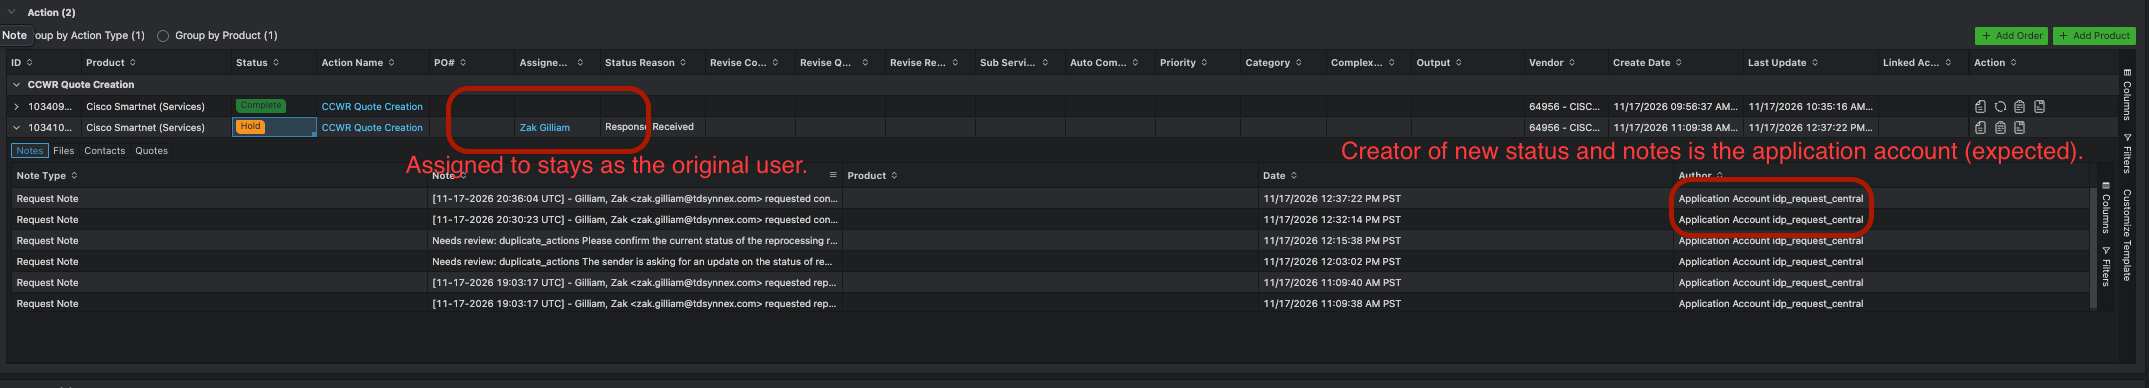 Action (2)
Note
oup by Action Type (1) Group by Product (1)
+ Add Order + Add Product
ID Product Status Action Name PO# Assigne... Status Reason Revise Co... Revise Q... Revise Re... Sub Servi... Auto Com... Priority Category Complex... Output Vendor Create Date Last Update Linked Ac... Action
CCWR Quote Creation
103409... Cisco Smartnet (Services) Complete CCWR Quote Creation 64956 - CISC... 11/17/2026 09:56:37 AM... 11/17/2026 10:35:16 AM...
103410... Cisco Smartnet (Services) Hold CCWR Quote Creation Zak Gilliam Response Received 64956 - CISC... 11/17/2026 11:09:38 AM... 11/17/2026 12:37:22 PM...
Notes Files Contacts Quotes
Assigned to stays as the original user.
Creator of new status and notes is the application account (expected).
Note Type Note Product Date Author
Request Note [11-17-2026 20:36:04 UTC] - Gilliam, Zak <zak.gilliam@tdsynnex.com> requested con... 11/17/2026 12:37:22 PM PST Application Account idp_request_central
Request Note [11-17-2026 20:30:23 UTC] - Gilliam, Zak <zak.gilliam@tdsynnex.com> requested con... 11/17/2026 12:32:14 PM PST Application Account idp_request_central
Request Note Needs review: duplicate_actions Please confirm the current status of the reprocessing r... 11/17/2026 12:15:38 PM PST Application Account idp_request_central
Request Note Needs review: duplicate_actions The sender is asking for an update on the status of re... 11/17/2026 12:03:02 PM PST Application Account idp_request_central
Request Note [11-17-2026 19:03:17 UTC] - Gilliam, Zak <zak.gilliam@tdsynnex.com> requested rep... 11/17/2026 11:09:40 AM PST Application Account idp_request_central
Request Note [11-17-2026 19:03:17 UTC] - Gilliam, Zak <zak.gilliam@tdsynnex.com> requested rep... 11/17/2026 11:09:38 AM PST Application Account idp_request_central
Columns
Filters
Columns
Filters
Customize Template